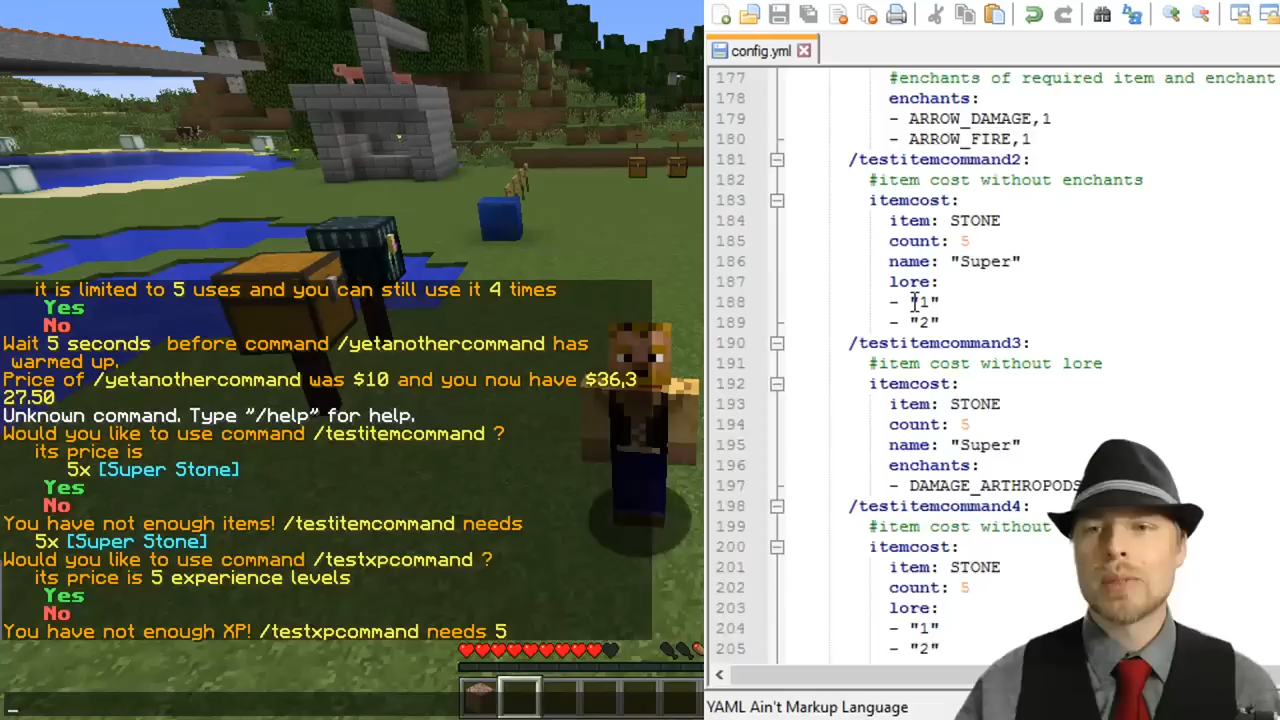 it is limited to 5 uses and you can still use it 4 times
Yes
No
Wait 5 seconds before command /yetanothercommand has
warmed up.
Price of /yetanothercommand was $10 and you now have $36,3
27.50
Unknown command. Type "/help" for help.
Would you like to use command /testitemcommand ?
its price is
5x [Super Stone]
Yes
No
You have not enough items! /testitemcommand needs
5x [Super Stone]
Would you like to use command /testxpcommand ?
its price is 5 experience levels
Yes
No
You have not enough XP! /testxpcommand needs 5
_
config.yml
177 #enchants of required item and enchant
178 enchants:
179 - ARROW_DAMAGE,1
180 - ARROW_FIRE,1
181 /testitemcommand2:
182 #item cost without enchants
183 itemcost:
184 item: STONE
185 count: 5
186 name: "Super"
187 lore:
188 - "1"
189 - "2"
190 /testitemcommand3:
191 #item cost without lore
192 itemcost:
193 item: STONE
194 count: 5
195 name: "Super"
196 enchants:
197 - DAMAGE_ARTHROPODS
198 /testitemcommand4:
199 #item cost without
200 itemcost:
201 item: STONE
202 count: 5
203 lore:
204 - "1"
205 - "2"
YAML Ain't Markup Language